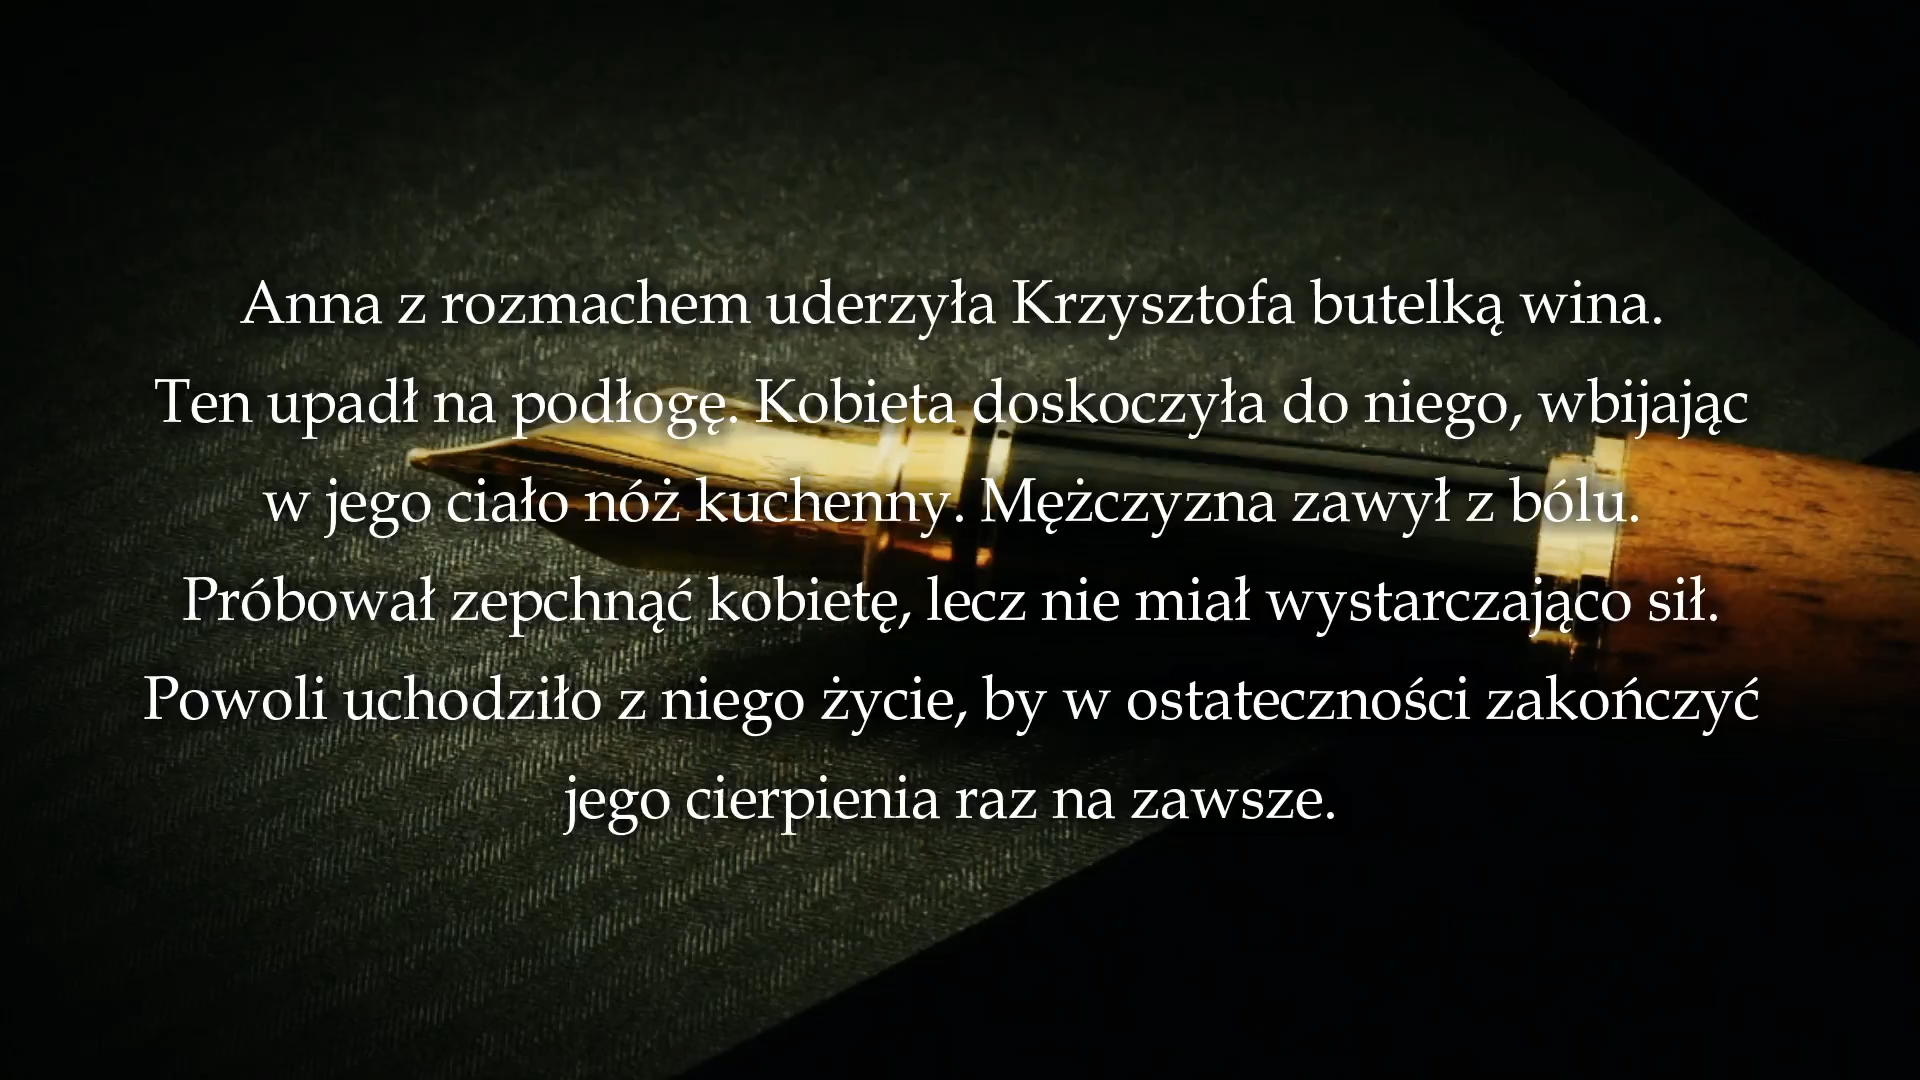 Anna z rozmachem uderzyła Krzysztofa butelką wina.
Ten upadł na podłogę. Kobieta doskoczyła do niego, wbijając
w jego ciało nóż kuchenny. Mężczyzna zawył z bólu.
Próbował zepchnąć kobietę, lecz nie miał wystarczająco sił.
Powoli uchodziło z niego życie, by w ostateczności zakończyć
jego cierpienia raz na zawsze.